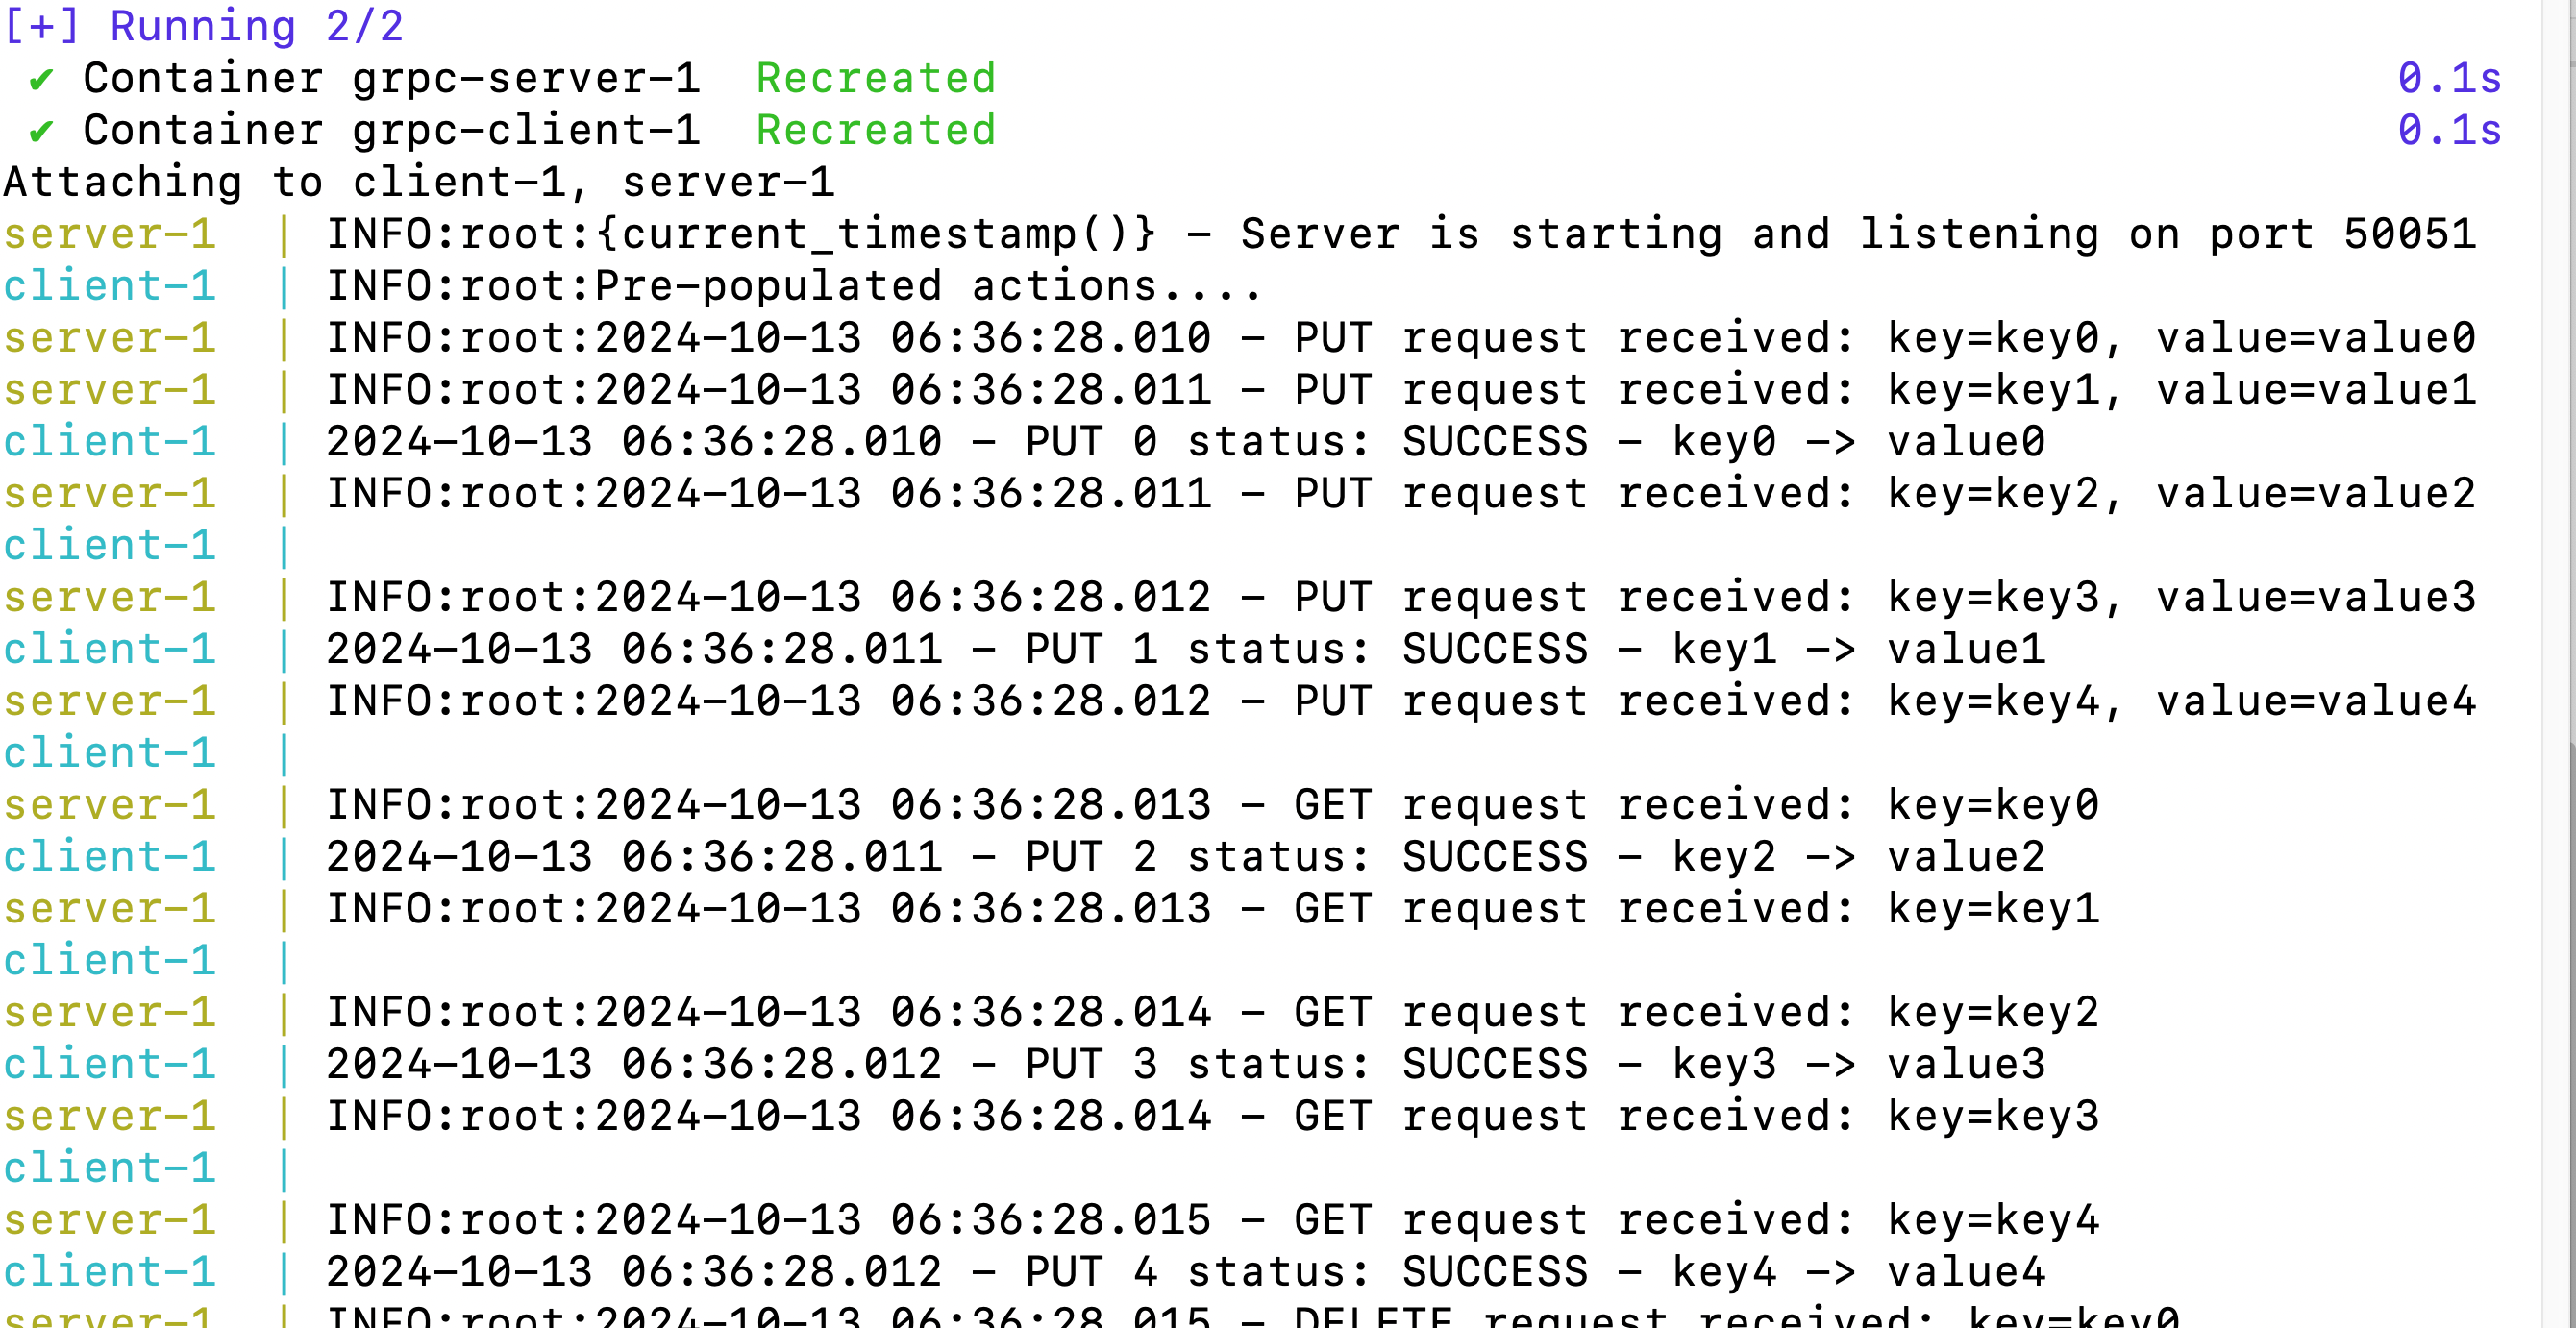 [+] Running 2/2
✔ Container grpc-server-1  Recreated 0.1s
✔ Container grpc-client-1  Recreated 0.1s
Attaching to client-1, server-1
server-1  | INFO:root:{current_timestamp()} - Server is starting and listening on port 50051
client-1  | INFO:root:Pre-populated actions....
server-1  | INFO:root:2024-10-13 06:36:28.010 - PUT request received: key=key0, value=value0
server-1  | INFO:root:2024-10-13 06:36:28.011 - PUT request received: key=key1, value=value1
client-1  | 2024-10-13 06:36:28.010 - PUT 0 status: SUCCESS - key0 -> value0
server-1  | INFO:root:2024-10-13 06:36:28.011 - PUT request received: key=key2, value=value2
client-1  |
server-1  | INFO:root:2024-10-13 06:36:28.012 - PUT request received: key=key3, value=value3
client-1  | 2024-10-13 06:36:28.011 - PUT 1 status: SUCCESS - key1 -> value1
server-1  | INFO:root:2024-10-13 06:36:28.012 - PUT request received: key=key4, value=value4
client-1  |
server-1  | INFO:root:2024-10-13 06:36:28.013 - GET request received: key=key0
client-1  | 2024-10-13 06:36:28.011 - PUT 2 status: SUCCESS - key2 -> value2
server-1  | INFO:root:2024-10-13 06:36:28.013 - GET request received: key=key1
client-1  |
server-1  | INFO:root:2024-10-13 06:36:28.014 - GET request received: key=key2
client-1  | 2024-10-13 06:36:28.012 - PUT 3 status: SUCCESS - key3 -> value3
server-1  | INFO:root:2024-10-13 06:36:28.014 - GET request received: key=key3
client-1  |
server-1  | INFO:root:2024-10-13 06:36:28.015 - GET request received: key=key4
client-1  | 2024-10-13 06:36:28.012 - PUT 4 status: SUCCESS - key4 -> value4
server-1  | INFO:root:2024-10-13 06:36:28.015 - DELETE request received: key=key0